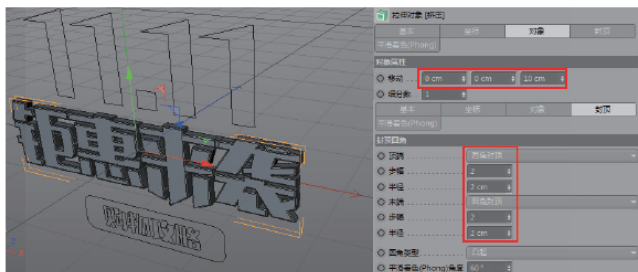 拉伸对象 [挤压]
基本 坐标 对象 封顶
平滑着色(Phong)
对象属性
移动 0 cm 0 cm 10 cm
细分数 1
基本 坐标 对象 封顶
平滑着色(Phong)
封顶圆角
顶端 圆角封顶
步幅 2
半径 2 cm
末端 圆角封顶
步幅 2
半径 2 cm
圆角类型 凸起
平滑着色(Phong)角度 60°
1111
钜惠来袭